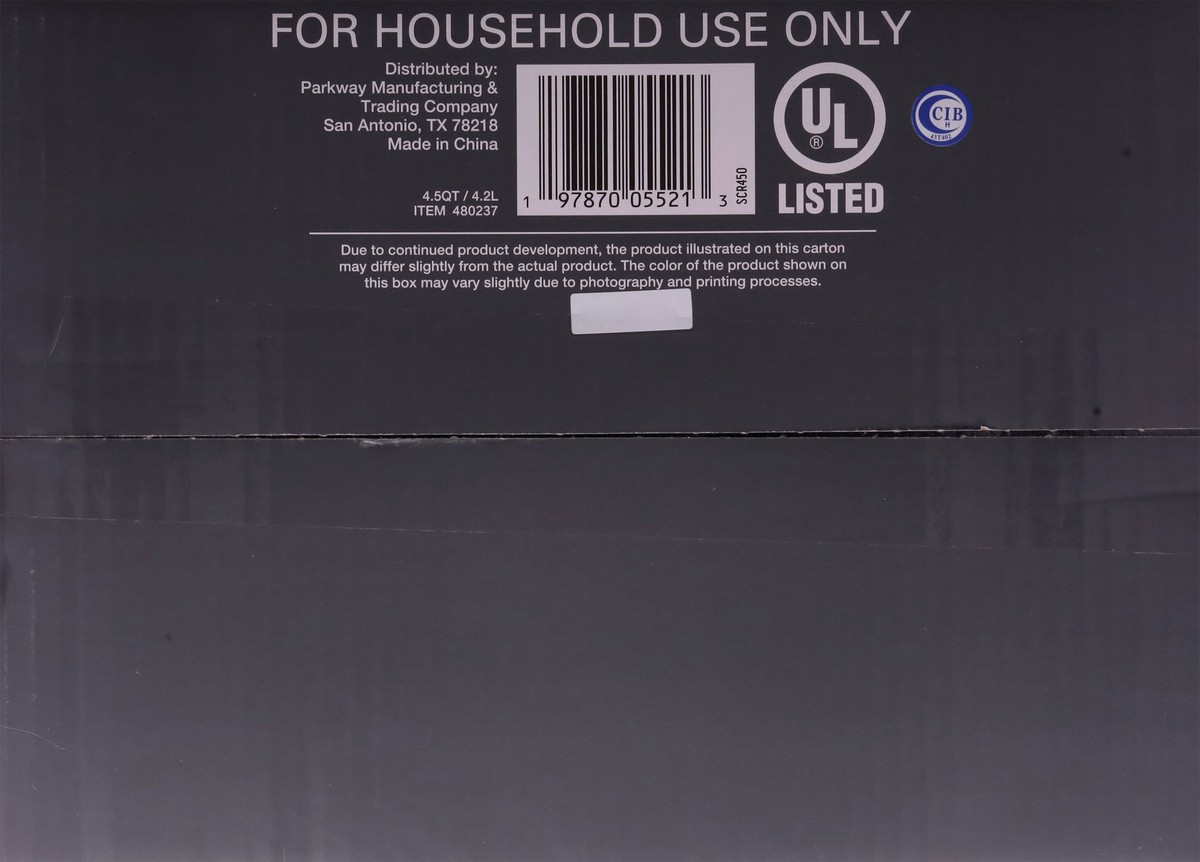 FOR HOUSEHOLD USE ONLY
Distributed by:
Parkway Manufacturing &
Trading Company
San Antonio, TX 78218
Made in China
4.5QT / 4.2L
ITEM 480237
1 97870 05521 3
SCR450
UL
®
LISTED
CIB
H
Due to continued product development, the product illustrated on this carton
may differ slightly from the actual product. The color of the product shown on
this box may vary slightly due to photography and printing processes.